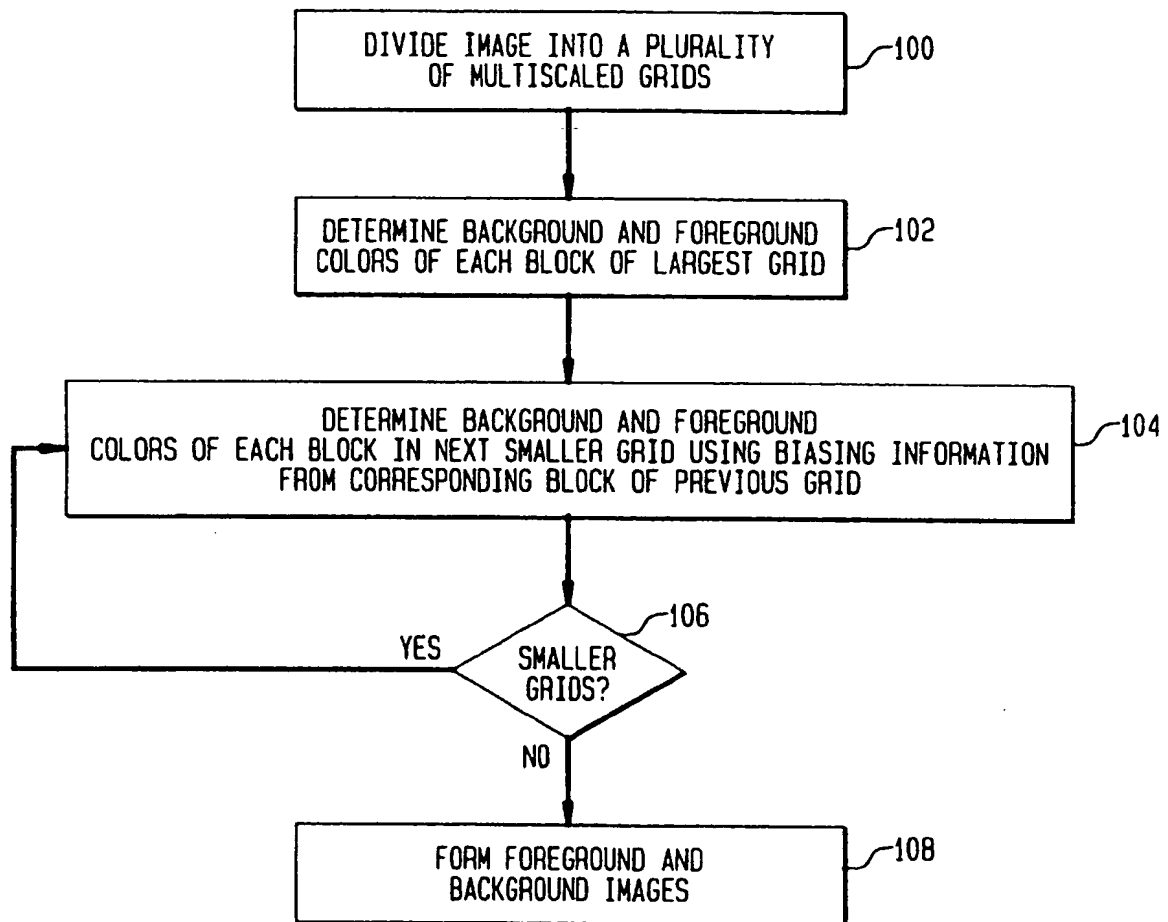 DIVIDE IMAGE INTO A PLURALITY
OF MULTISCALED GRIDS
100
DETERMINE BACKGROUND AND FOREGROUND
COLORS OF EACH BLOCK OF LARGEST GRID
102
DETERMINE BACKGROUND AND FOREGROUND
COLORS OF EACH BLOCK IN NEXT SMALLER GRID USING BIASING INFORMATION
FROM CORRESPONDING BLOCK OF PREVIOUS GRID
104
106
YES
SMALLER
GRIDS?
NO
FORM FOREGROUND AND
BACKGROUND IMAGES
108